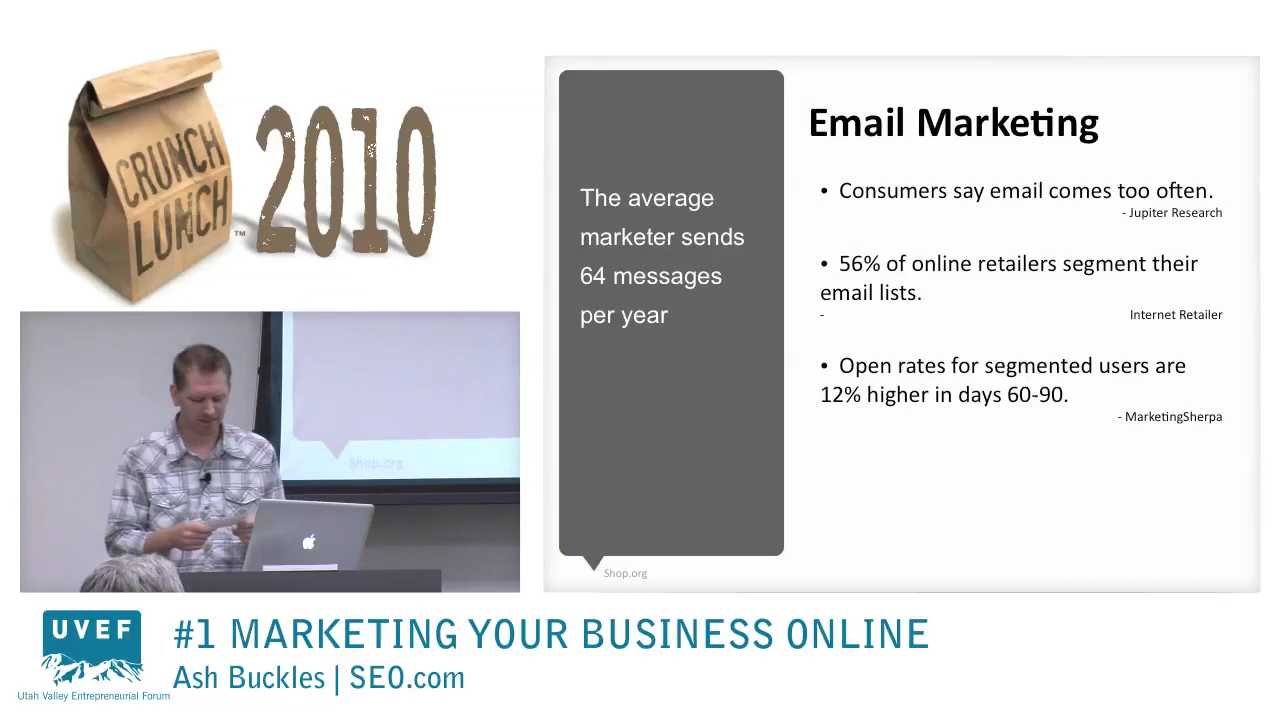 CRUNCH
LUNCH
™
2010
The average
marketer sends
64 messages
per year
Shop.org
Email Marketing
• Consumers say email comes too often.
- Jupiter Research
• 56% of online retailers segment their
email lists.
- Internet Retailer
• Open rates for segmented users are
12% higher in days 60-90.
- MarketingSherpa
Shop.org
UVEF
Utah Valley Entrepreneurial Forum
#1 MARKETING YOUR BUSINESS ONLINE
Ash Buckles | SEO.com